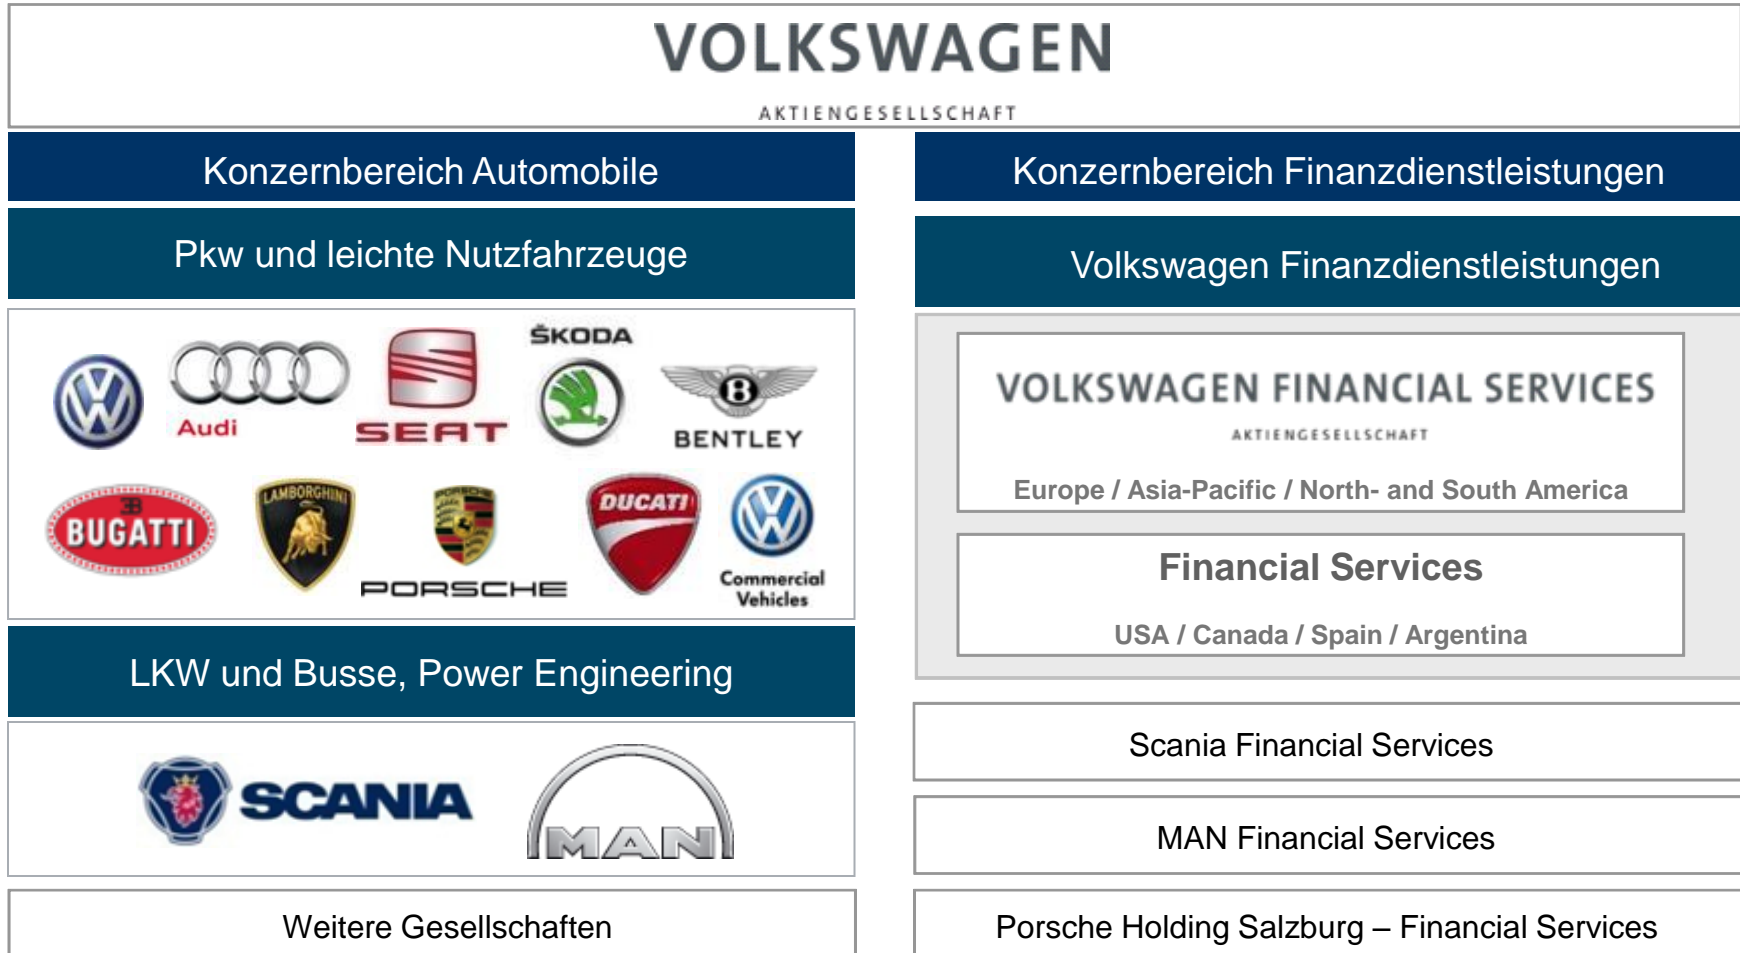 VOLKSWAGEN
AKTIENGESELLSCHAFT
Konzernbereich Automobile
Pkw und leichte Nutzfahrzeuge
Audi
SEAT
ŠKODA
B
BENTLEY
EB
BUGATTI
LAMBORGHINI
PORSCHE
PORSCHE
DUCATI
Commercial
Vehicles
LKW und Busse, Power Engineering
SCANIA
MAN
Weitere Gesellschaften
Konzernbereich Finanzdienstleistungen
Volkswagen Finanzdienstleistungen
VOLKSWAGEN FINANCIAL SERVICES
AKTIENGESELLSCHAFT
Europe / Asia-Pacific / North- and South America
Financial Services
USA / Canada / Spain / Argentina
Scania Financial Services
MAN Financial Services
Porsche Holding Salzburg – Financial Services